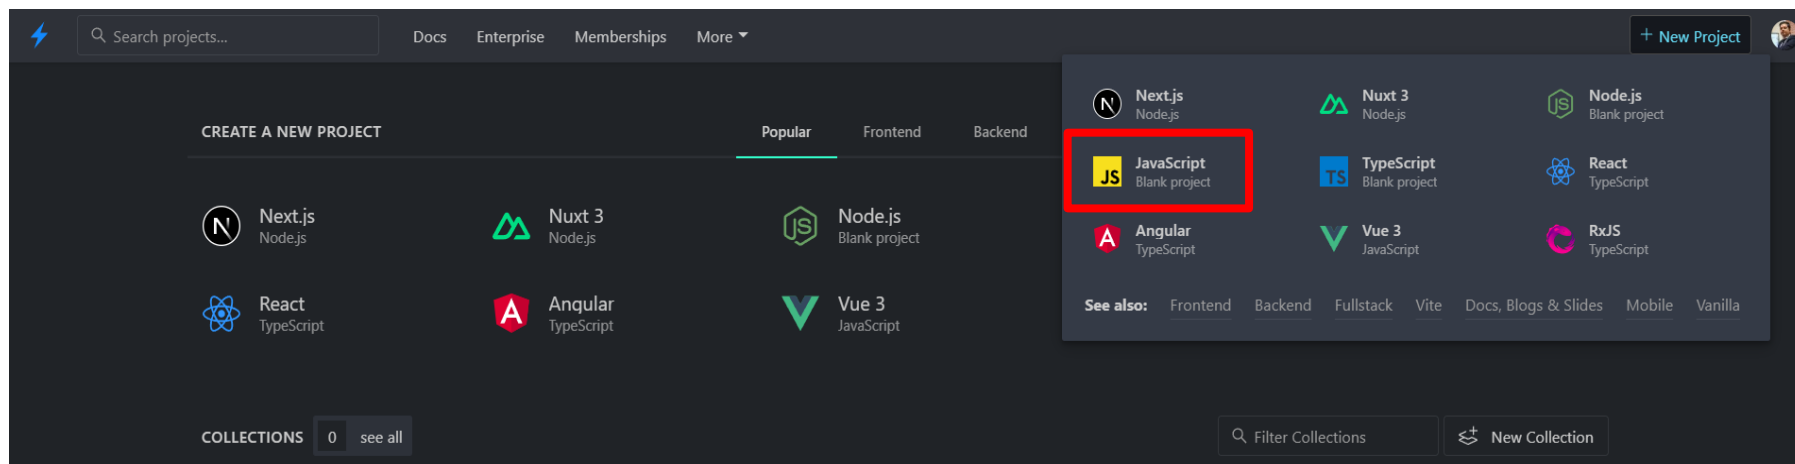 Search projects...
Docs
Enterprise
Memberships
More
+ New Project
CREATE A NEW PROJECT
Popular
Frontend
Backend
N
Next.js
Node.js
Nuxt 3
Node.js
JS
Node.js
Blank project
React
TypeScript
A
Angular
TypeScript
Vue 3
JavaScript
N
Next.js
Node.js
Nuxt 3
Node.js
JS
Node.js
Blank project
JS
JavaScript
Blank project
TS
TypeScript
Blank project
React
TypeScript
A
Angular
TypeScript
Vue 3
JavaScript
RxJS
TypeScript
See also: Frontend Backend Fullstack Vite Docs, Blogs & Slides Mobile Vanilla
COLLECTIONS
0 see all
Filter Collections
New Collection